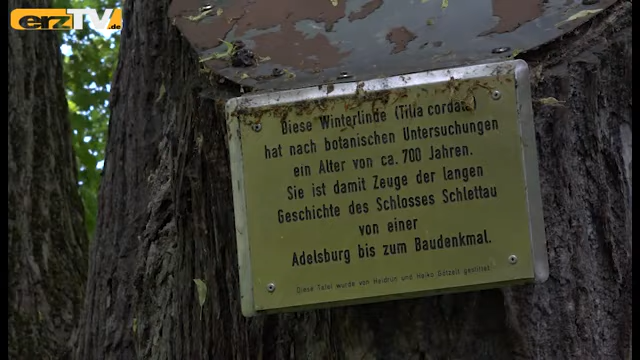 erzTV.de
Diese Winterlinde (Tilia cordata)
hat nach botanischen Untersuchungen
ein Alter von ca. 700 Jahren.
Sie ist damit Zeuge der langen
Geschichte des Schlosses Schlettau
von einer
Adelsburg bis zum Baudenkmal.
Diese Tafel wurde von Heidrun und Heiko gestiftet.